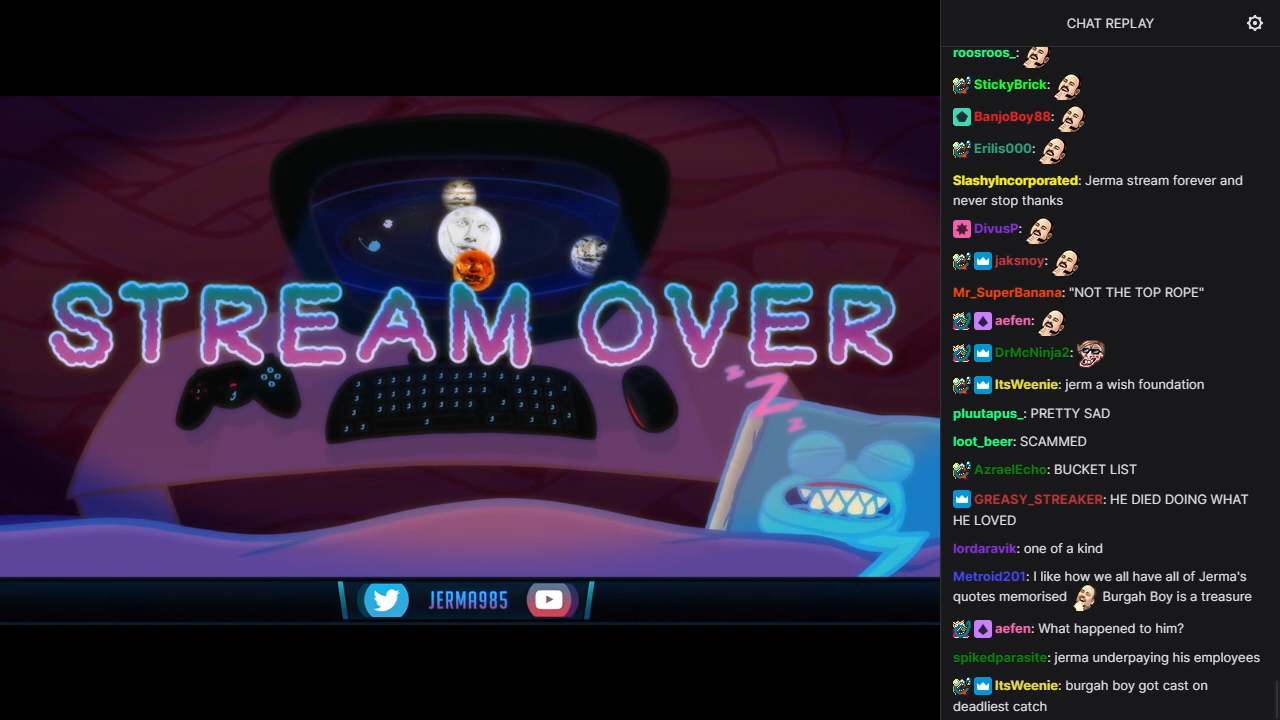 STREAM OVER
z
Z
z
JERMA985
CHAT REPLAY
roosroos_:
StickyBrick:
BanjoBoy88:
Erilis000:
SlashyIncorporated: Jerma stream forever and
never stop thanks
DivusP:
jaksnoy:
Mr_SuperBanana: "NOT THE TOP ROPE"
aefen:
DrMcNinja2:
ItsWeenie: jerm a wish foundation
pluutapus_: PRETTY SAD
loot_beer: SCAMMED
AzraelEcho: BUCKET LIST
GREASY_STREAKER: HE DIED DOING WHAT
HE LOVED
lordaravik: one of a kind
Metroid201: I like how we all have all of Jerma's
quotes memorised Burgah Boy is a treasure
aefen: What happened to him?
spikedparasite: jerma underpaying his employees
ItsWeenie: burgah boy got cast on
deadliest catch